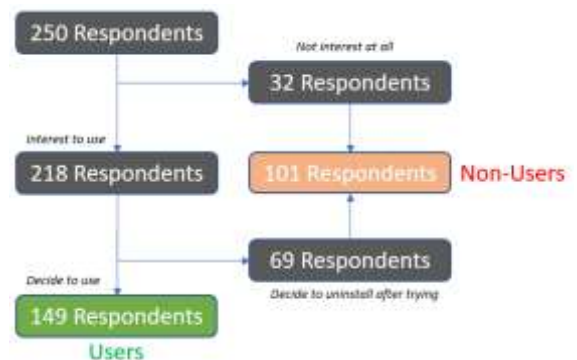 250 Respondents
Not interest at all
32 Respondents
Interest to use
218 Respondents
101 Respondents
Non-Users
69 Respondents
Decide to use
Decide to uninstall after trying
149 Respondents
Users